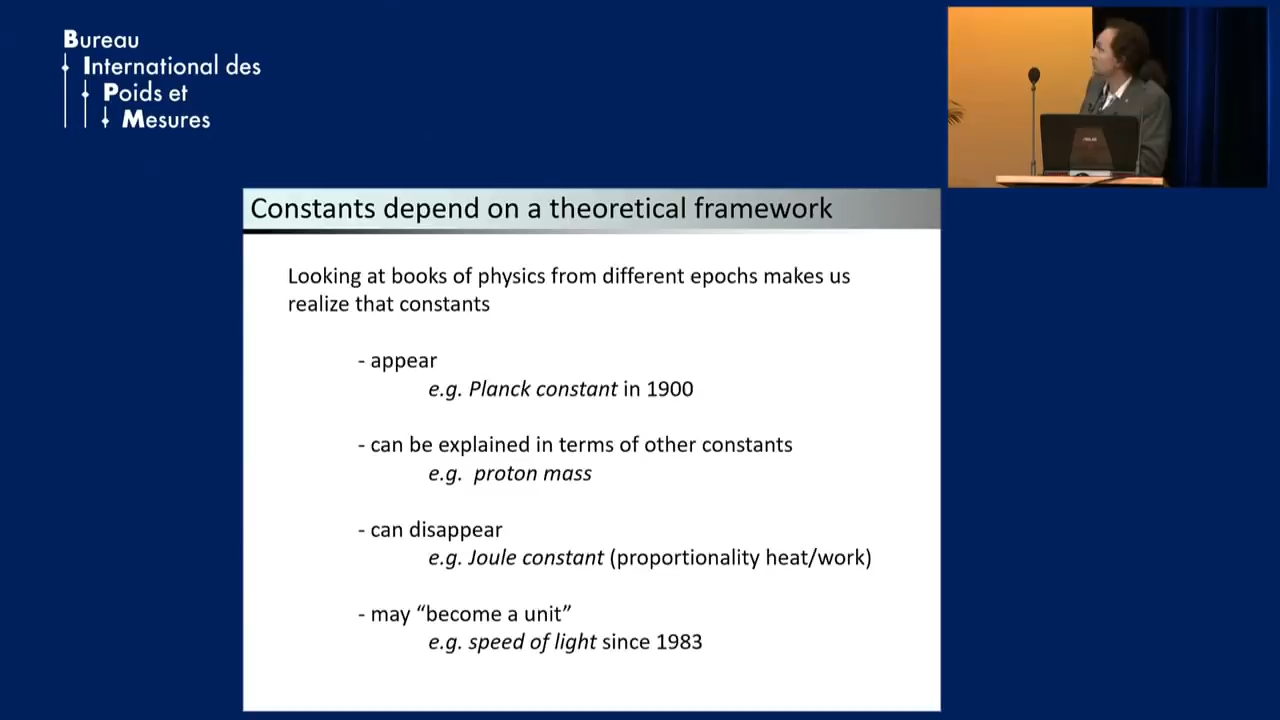 Bureau
International des
Poids et
Mesures
Constants depend on a theoretical framework
Looking at books of physics from different epochs makes us
realize that constants
- appear
e.g. Planck constant in 1900
- can be explained in terms of other constants
e.g. proton mass
- can disappear
e.g. Joule constant (proportionality heat/work)
- may “become a unit”
e.g. speed of light since 1983